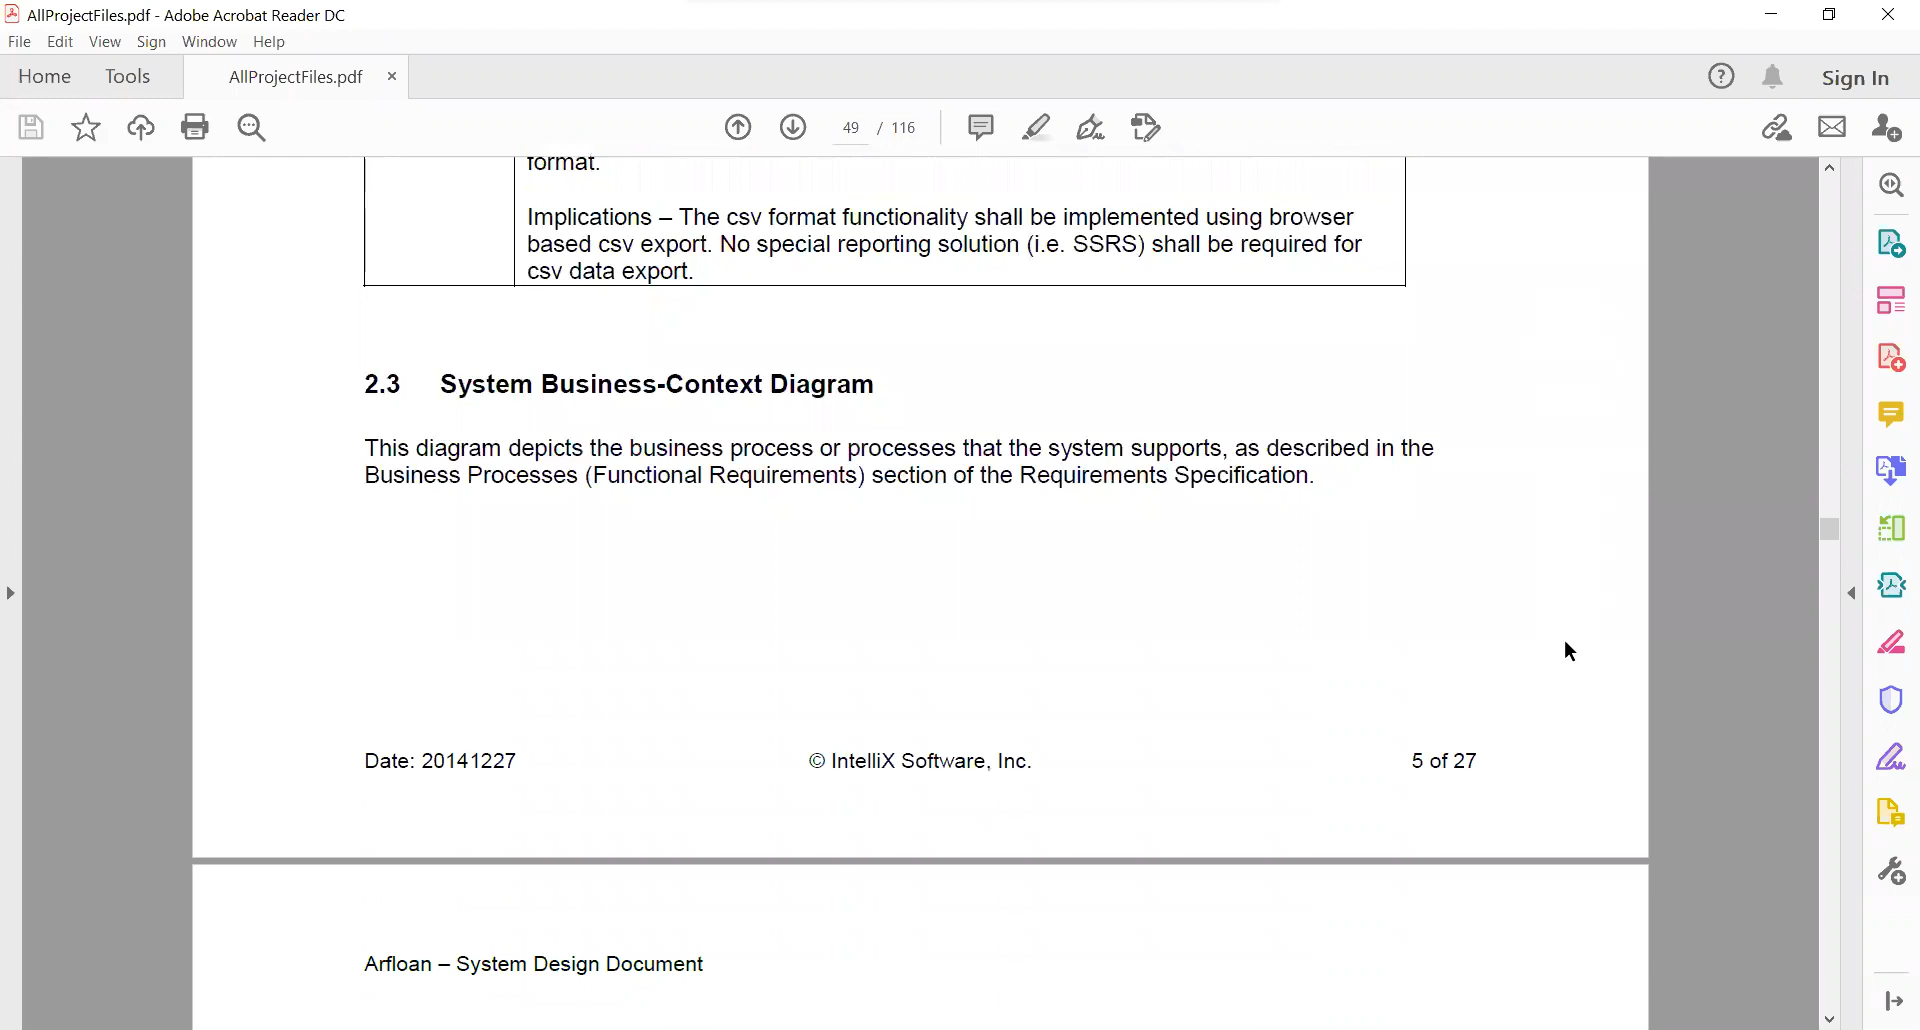 AllProjectFiles.pdf - Adobe Acrobat Reader DC
File Edit View Sign Window Help
Home Tools AllProjectFiles.pdf × Sign In
49 / 116
format.
Implications – The csv format functionality shall be implemented using browser
based csv export. No special reporting solution (i.e. SSRS) shall be required for
csv data export.
2.3 System Business-Context Diagram
This diagram depicts the business process or processes that the system supports, as described in the
Business Processes (Functional Requirements) section of the Requirements Specification.
Date: 20141227 © IntelliX Software, Inc. 5 of 27
Arfloan – System Design Document